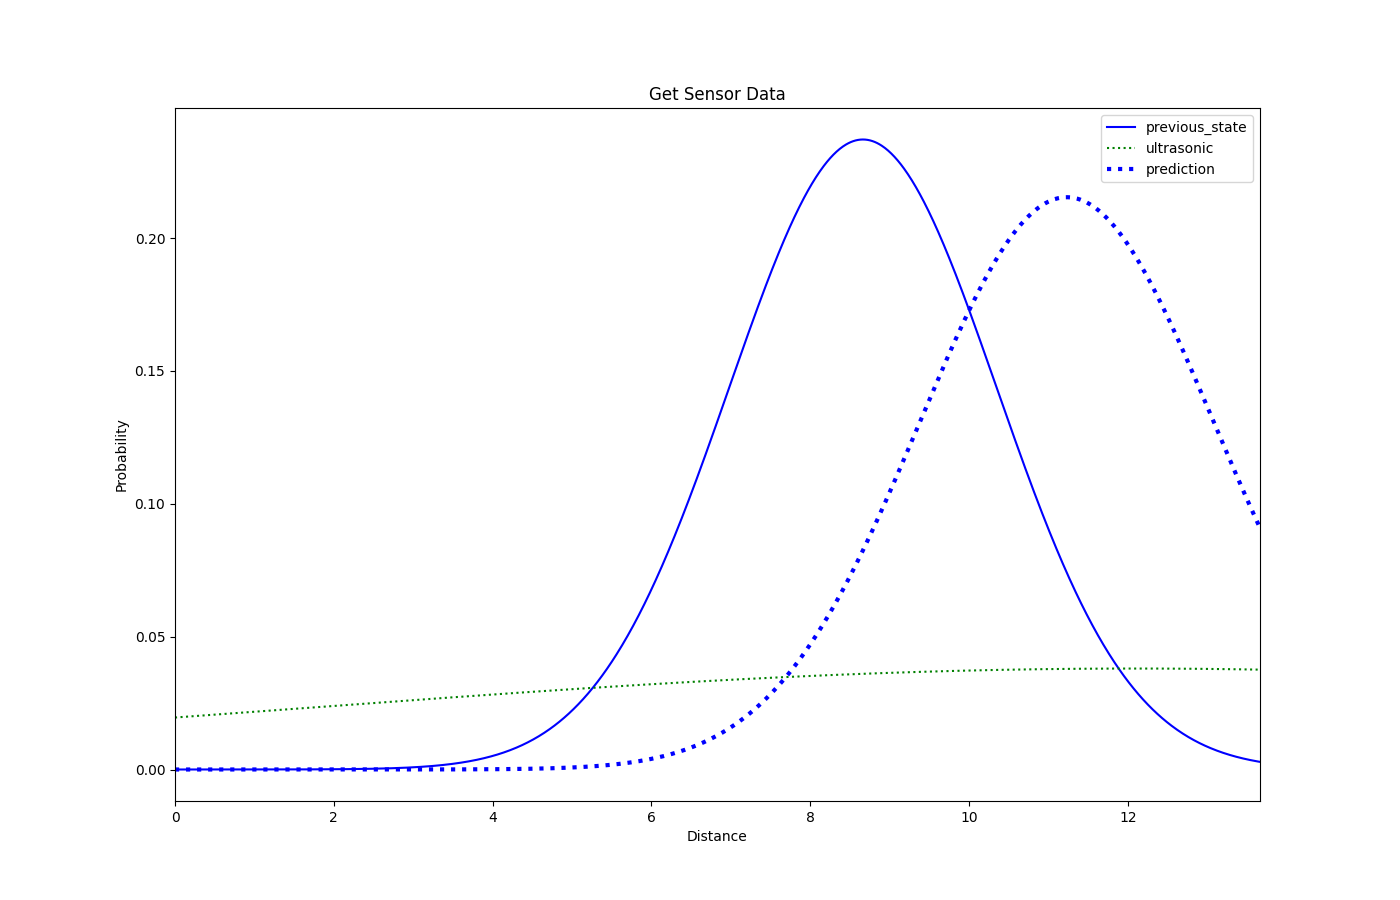 Get Sensor Data
previous_state
ultrasonic
prediction
0.20
0.15
0.10
0.05
0.00
Probability
0 2 4 6 8 10 12
Distance